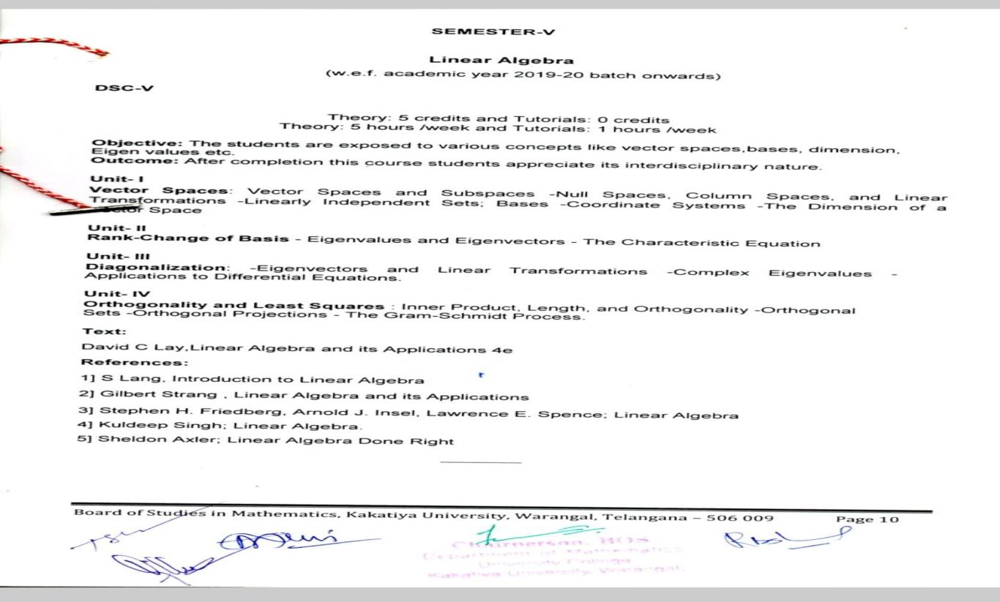 SEMESTER-V
Linear Algebra
(w.e.f. academic year 2019-20 batch onwards)
DSC-V
Theory: 5 credits and Tutorials: 0 credits
Theory: 5 hours /week and Tutorials: 1 hours /week
Objective: The students are exposed to various concepts like vector spaces,bases, dimension,
Eigen values etc.
Outcome: After completion this course students appreciate its interdisciplinary nature.
Unit- I
Vector Spaces: Vector Spaces and Subspaces -Null Spaces, Column Spaces, and Linear
Transformations -Linearly Independent Sets; Bases -Coordinate Systems -The Dimension of a
Vector Space
Unit- II
Rank-Change of Basis - Eigenvalues and Eigenvectors - The Characteristic Equation
Unit- III
Diagonalization: -Eigenvectors and Linear Transformations -Complex Eigenvalues -
Applications to Differential Equations.
Unit- IV
Orthogonality and Least Squares : Inner Product, Length, and Orthogonality -Orthogonal
Sets -Orthogonal Projections - The Gram-Schmidt Process.
Text:
David C Lay,Linear Algebra and its Applications 4e
References:
1] S Lang, Introduction to Linear Algebra
2] Gilbert Strang , Linear Algebra and its Applications
3] Stephen H. Friedberg, Arnold J. Insel, Lawrence E. Spence; Linear Algebra
4] Kuldeep Singh; Linear Algebra.
5] Sheldon Axler; Linear Algebra Done Right
Board of Studies in Mathematics, Kakatiya University, Warangal, Telangana – 506 009 Page 10
Chairperson, BOS
Department of Mathematics
University College
Kakatiya University, Warangal.